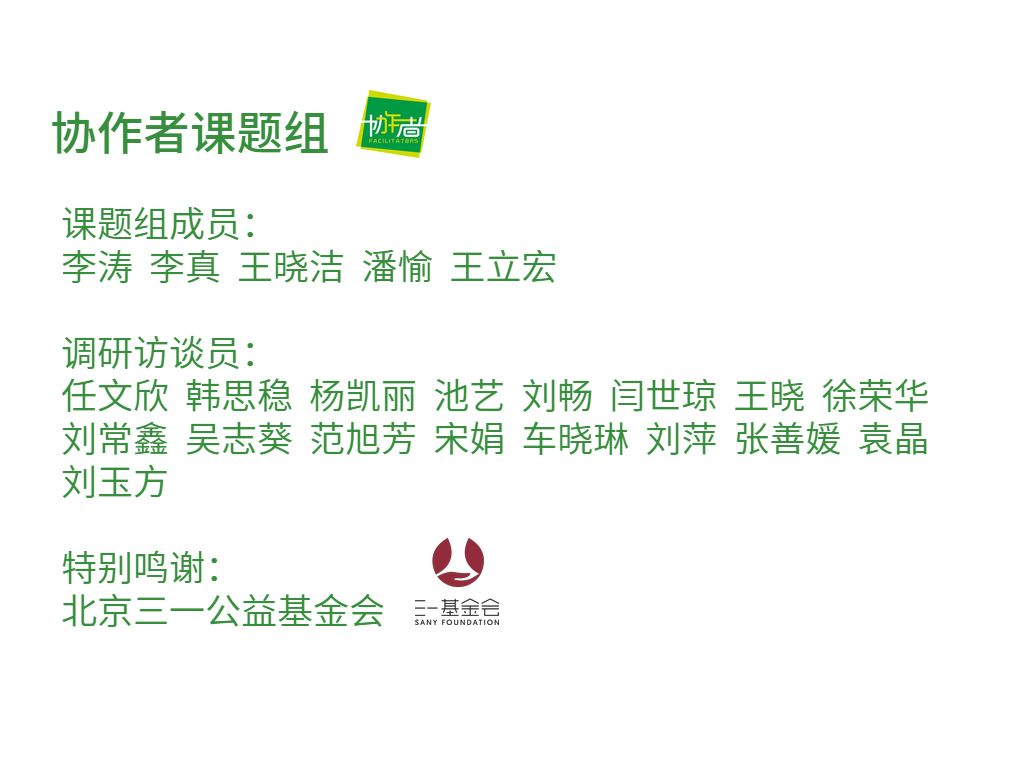 协作者课题组
协作者
FACILITATORS
课题组成员：
李涛 李真 王晓洁 潘愉 王立宏
调研访谈员：
任文欣 韩思稳 杨凯丽 池艺 刘畅 闫世琼 王晓 徐荣华
刘常鑫 吴志葵 范旭芳 宋娟 车晓琳 刘萍 张善媛 袁晶
刘玉方
特别鸣谢：
北京三一公益基金会
三一基金会
SANY FOUNDATION